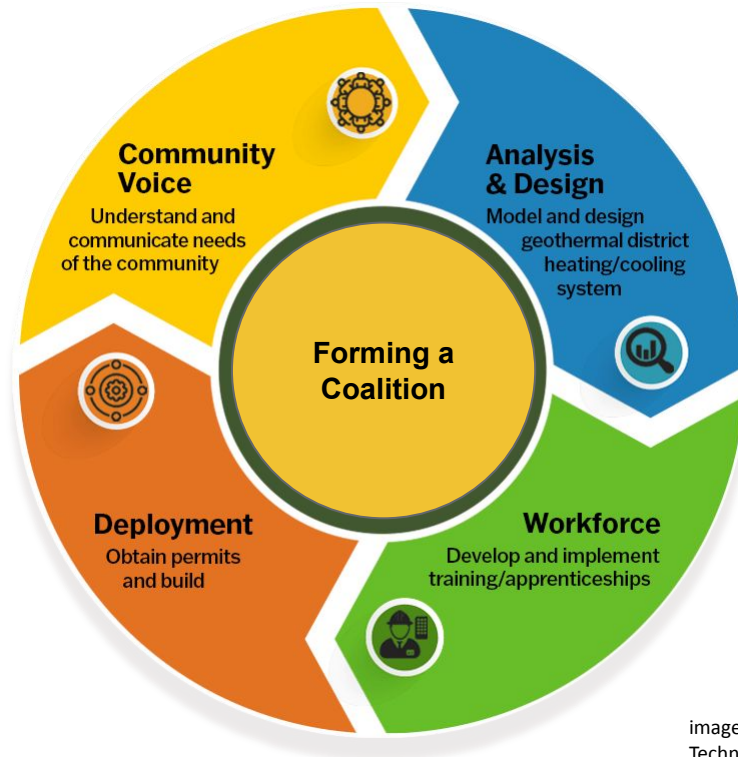 Community
Voice
Understand and
communicate needs
of the community
Analysis
& Design
Model and design
geothermal district
heating/cooling
system
Forming a
Coalition
Deployment
Obtain permits
and build
Workforce
Develop and implement
training/apprenticeships
image
Techn